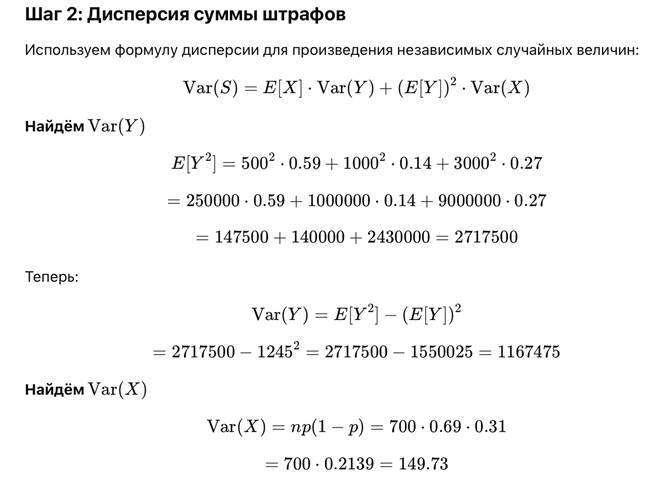 Шаг 2: Дисперсия суммы штрафов
Используем формулу дисперсии для произведения независимых случайных величин:
Var(S) = E[X] · Var(Y) + (E[Y])² · Var(X)
Найдём Var(Y)
E[Y²] = 500² · 0.59 + 1000² · 0.14 + 3000² · 0.27
= 250000 · 0.59 + 1000000 · 0.14 + 9000000 · 0.27
= 147500 + 140000 + 2430000 = 2717500
Теперь:
Var(Y) = E[Y²] − (E[Y])²
= 2717500 − 1245² = 2717500 − 1550025 = 1167475
Найдём Var(X)
Var(X) = np(1 − p) = 700 · 0.69 · 0.31
= 700 · 0.2139 = 149.73